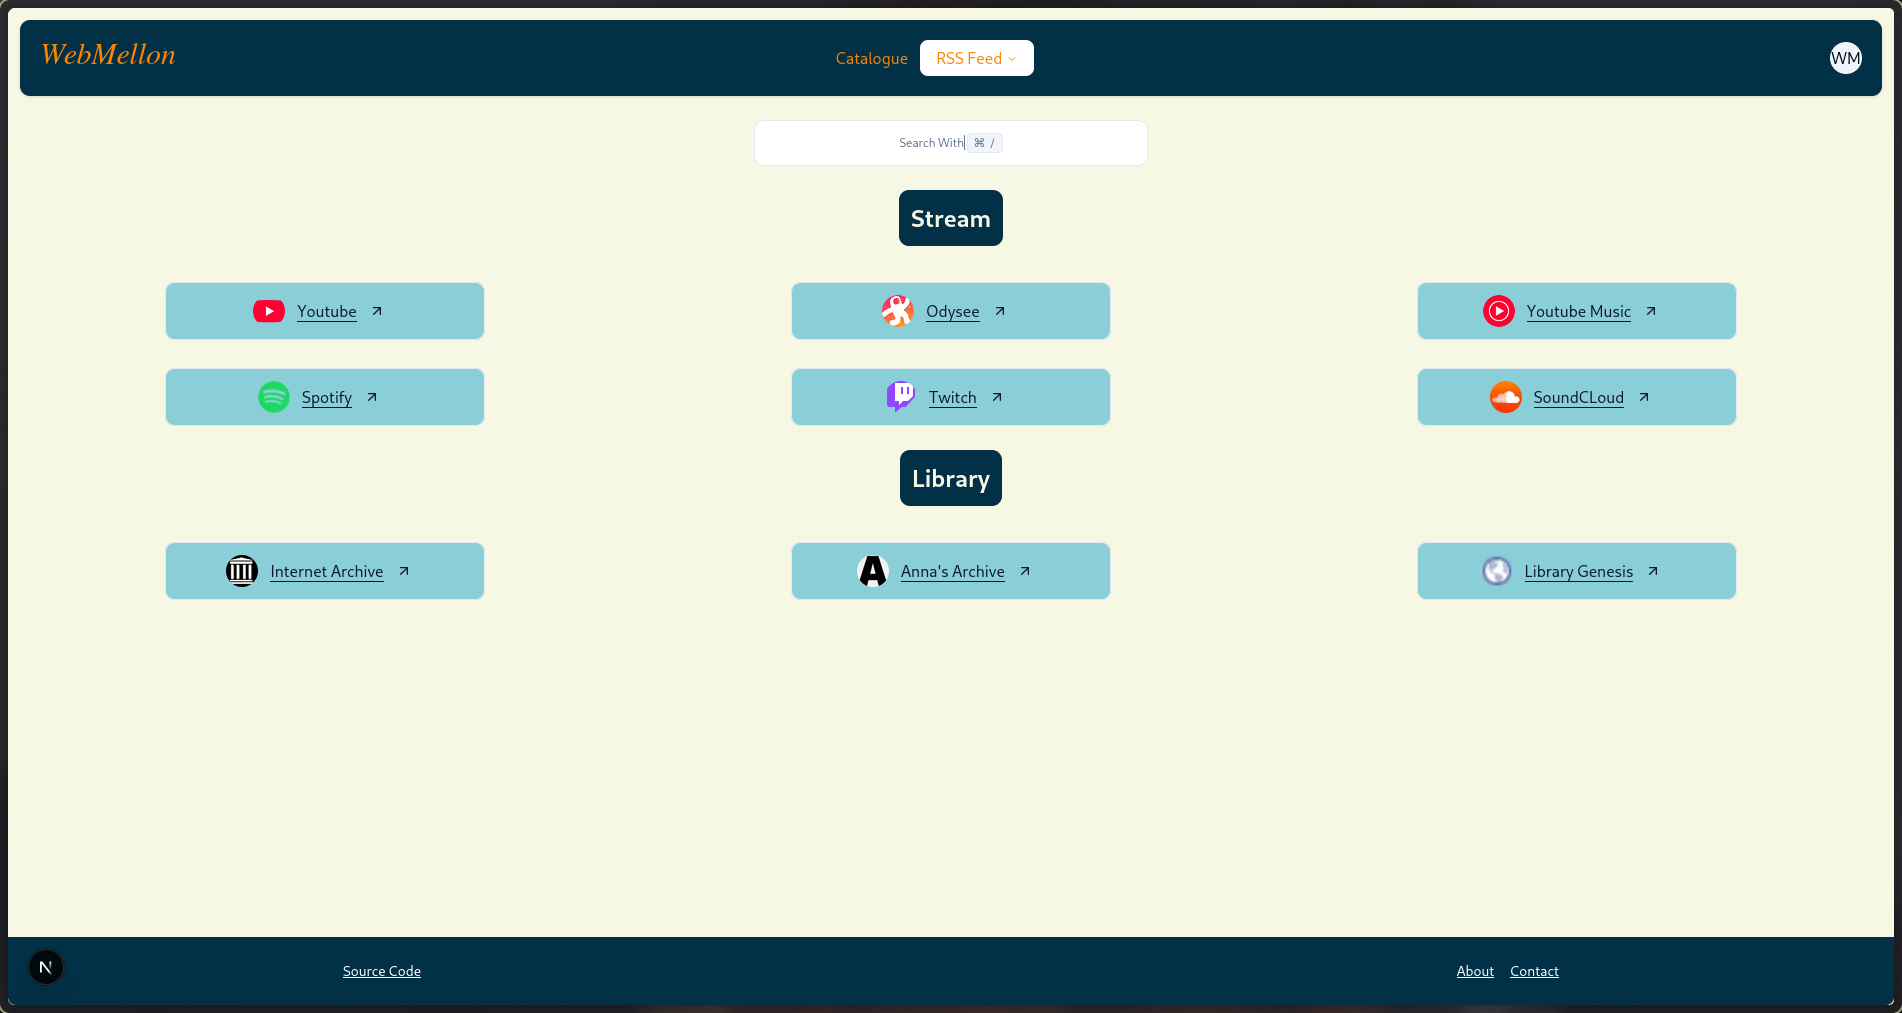 WebMellon
Catalogue RSS Feed
WM
Search With ⌘ /
Stream
Youtube
Odysee
Youtube Music
Spotify
Twitch
SoundCLoud
Library
Internet Archive
Anna's Archive
Library Genesis
N
Source Code
About Contact